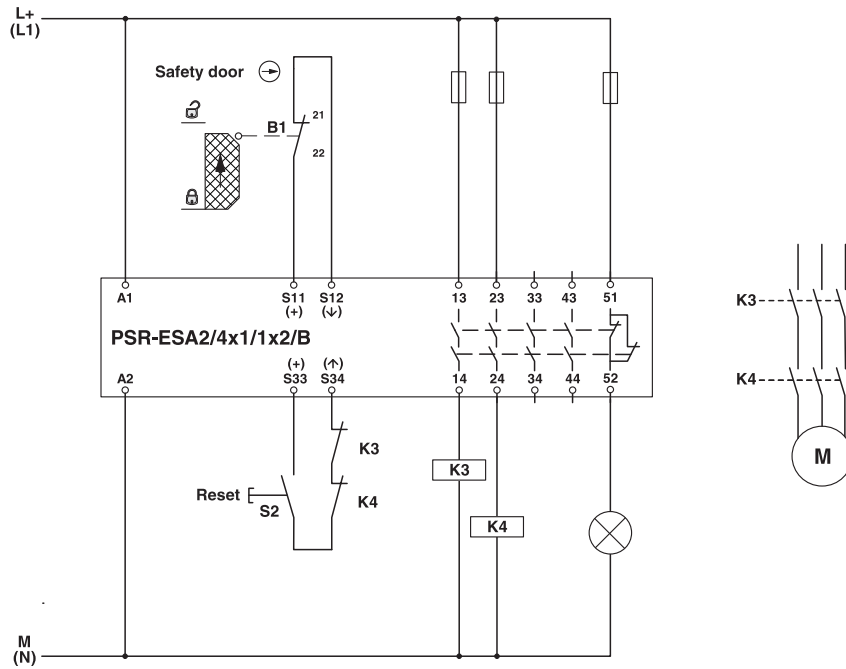 L+
(L1)
Safety door
B1
21
22
A1
S11
(+)
S12
(↓)
13
23
33
43
51
PSR-ESA2/4x1/1x2/B
A2
(+)
S33
(↑)
S34
14
24
34
44
52
K3
K4
M
Reset
S2
K3
K4
K3
K4
M
(N)